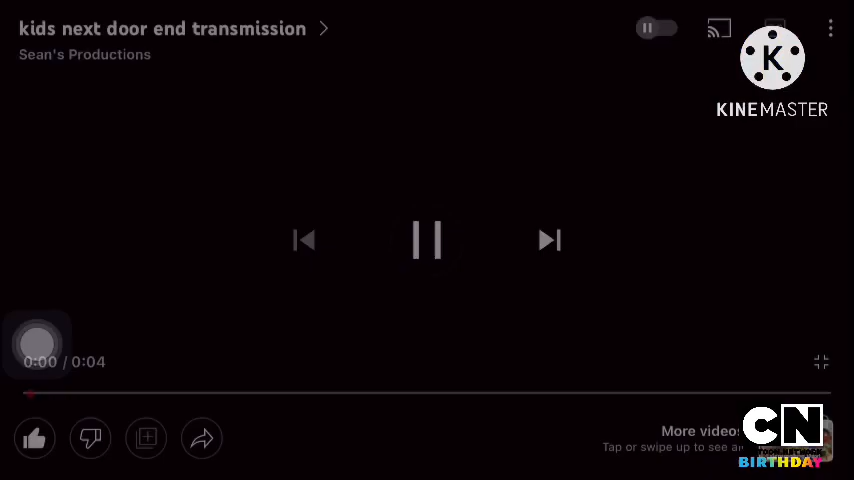 kids next door end transmission
Sean's Productions
K
KINEMASTER
0:00 / 0:04
More videos
Tap or swipe up to see a
CN
BIRTHDAY